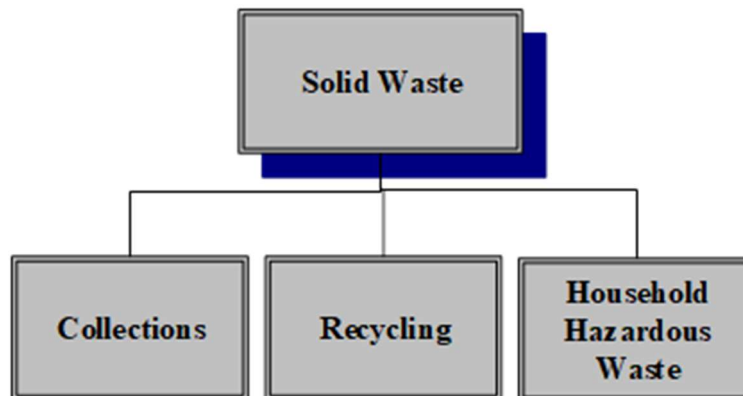 Solid Waste
Collections
Recycling
Household
Hazardous
Waste